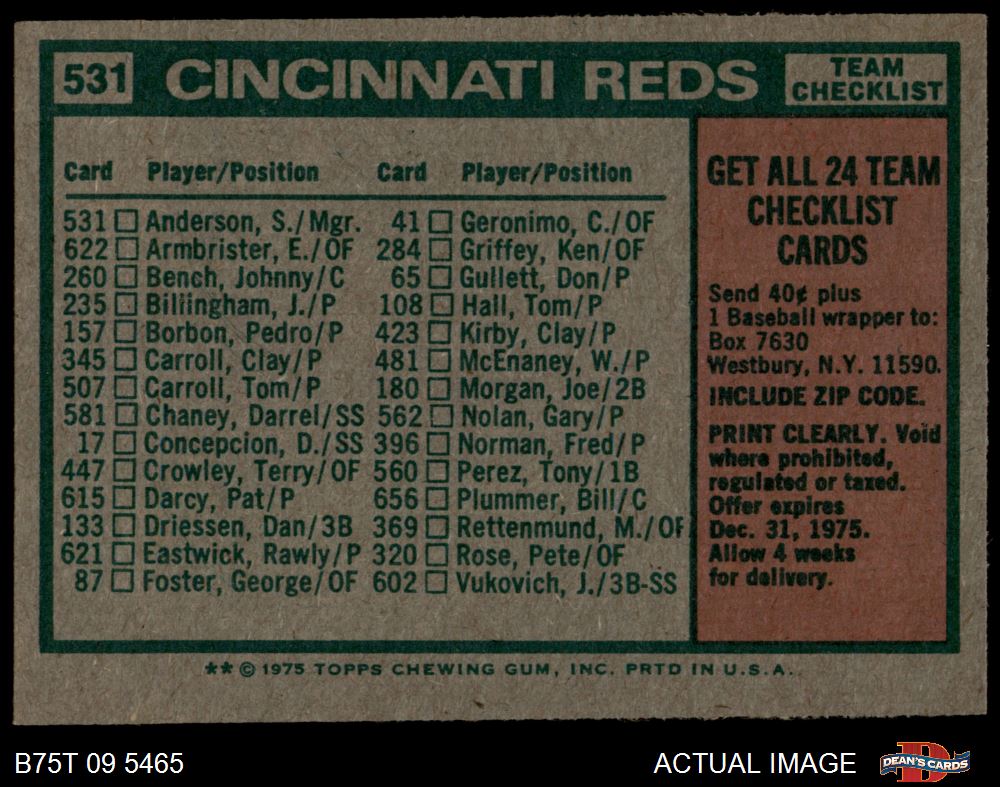 531 CINCINNATI REDS TEAM CHECKLIST
Card Player/Position Card Player/Position
531 Anderson, S./Mgr. 41 Geronimo, C./OF
622 Armbrister, E./OF 284 Griffey, Ken/OF
260 Bench, Johnny/C 65 Gullett, Don/P
235 Billingham, J./P 108 Hall, Tom/P
157 Borbon, Pedro/P 423 Kirby, Clay/P
345 Carroll, Clay/P 481 McEnaney, W./P
507 Carroll, Tom/P 180 Morgan, Joe/2B
581 Chaney, Darrel/SS 562 Nolan, Gary/P
17 Concepcion, D./SS 396 Norman, Fred/P
447 Crowley, Terry/OF 560 Perez, Tony/1B
615 Darcy, Pat/P 656 Plummer, Bill/C
133 Driessen, Dan/3B 369 Rettenmund, M./OF
621 Eastwick, Rawly/P 320 Rose, Pete/OF
87 Foster, George/OF 602 Vukovich, J./3B-SS
GET ALL 24 TEAM
CHECKLIST
CARDS
Send 40¢ plus
1 Baseball wrapper to:
Box 7630
Westbury, N.Y. 11590.
INCLUDE ZIP CODE.
PRINT CLEARLY. Void
where prohibited,
regulated or taxed.
Offer expires
Dec. 31, 1975.
Allow 4 weeks
for delivery.
** © 1975 TOPPS CHEWING GUM, INC. PRTD IN U.S.A.
B75T 09 5465 ACTUAL IMAGE DEAN'S CARDS